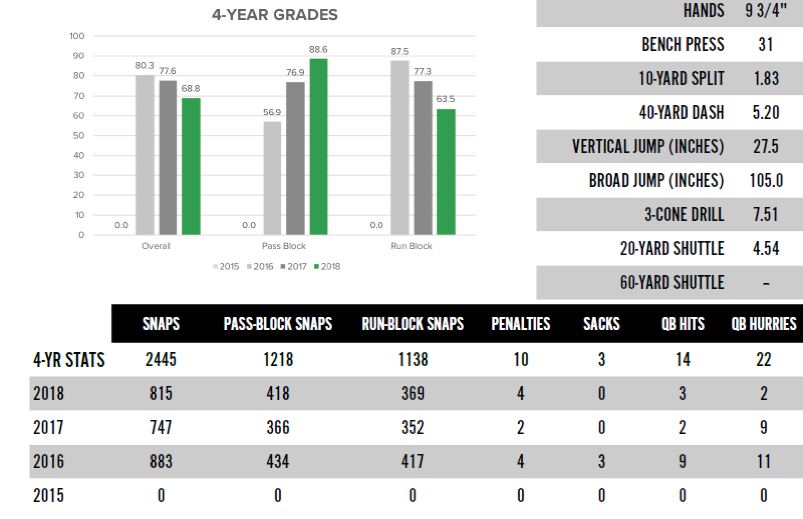 4-YEAR GRADES
100
90
80
70
60
50
40
30
20
10
0
0.0 80.3 77.6 68.8
0.0 56.9 76.9 88.6
0.0 87.5 77.3 63.5
Overall Pass Block Run Block
2015 2016 2017 2018
HANDS 9 3/4"
BENCH PRESS 31
10-YARD SPLIT 1.83
40-YARD DASH 5.20
VERTICAL JUMP (INCHES) 27.5
BROAD JUMP (INCHES) 105.0
3-CONE DRILL 7.51
20-YARD SHUTTLE 4.54
60-YARD SHUTTLE –
SNAPS PASS-BLOCK SNAPS RUN-BLOCK SNAPS PENALTIES SACKS QB HITS QB HURRIES
4-YR STATS 2445 1218 1138 10 3 14 22
2018 815 418 369 4 0 3 2
2017 747 366 352 2 0 2 9
2016 883 434 417 4 3 9 11
2015 0 0 0 0 0 0 0